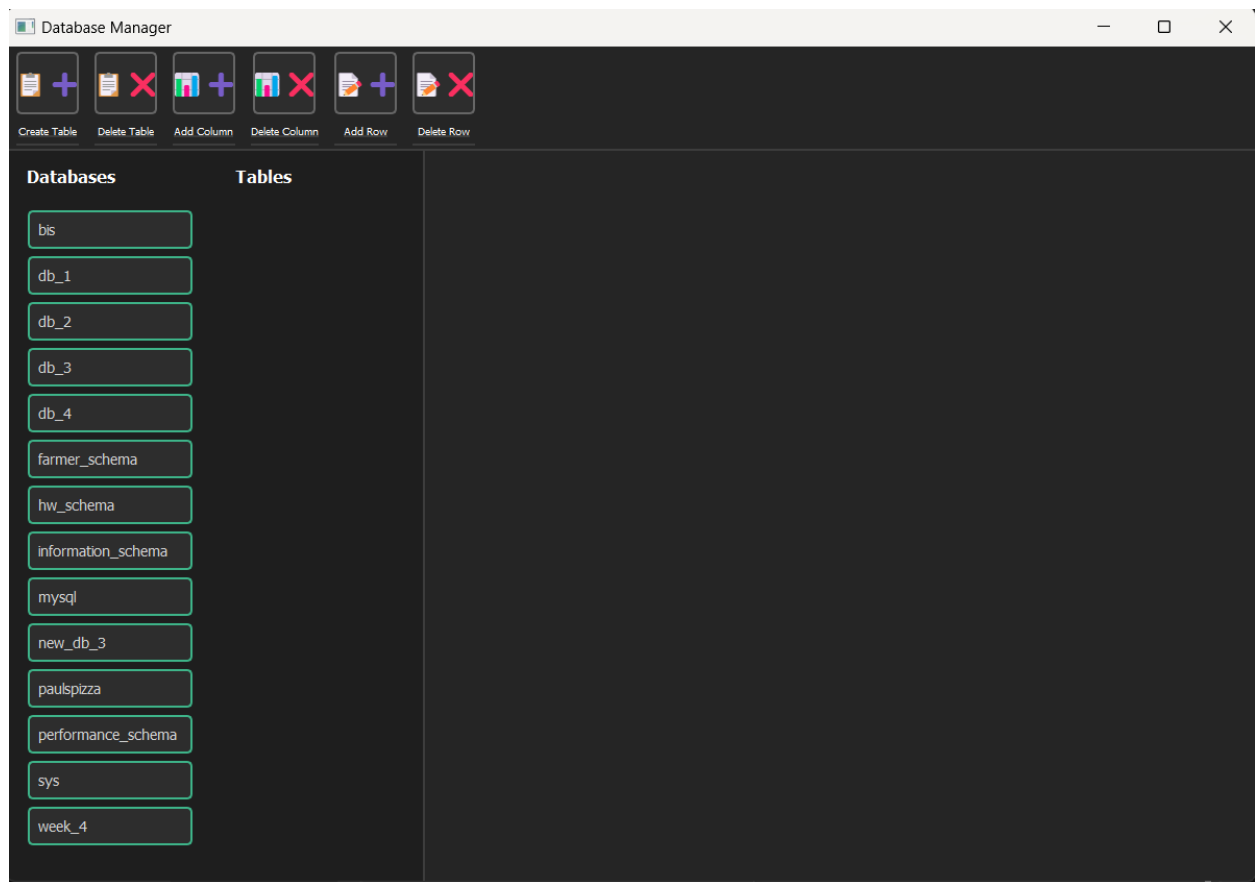 Database Manager
Create Table Delete Table Add Column Delete Column Add Row Delete Row
Databases Tables
bis
db_1
db_2
db_3
db_4
farmer_schema
hw_schema
information_schema
mysql
new_db_3
paulspizza
performance_schema
sys
week_4